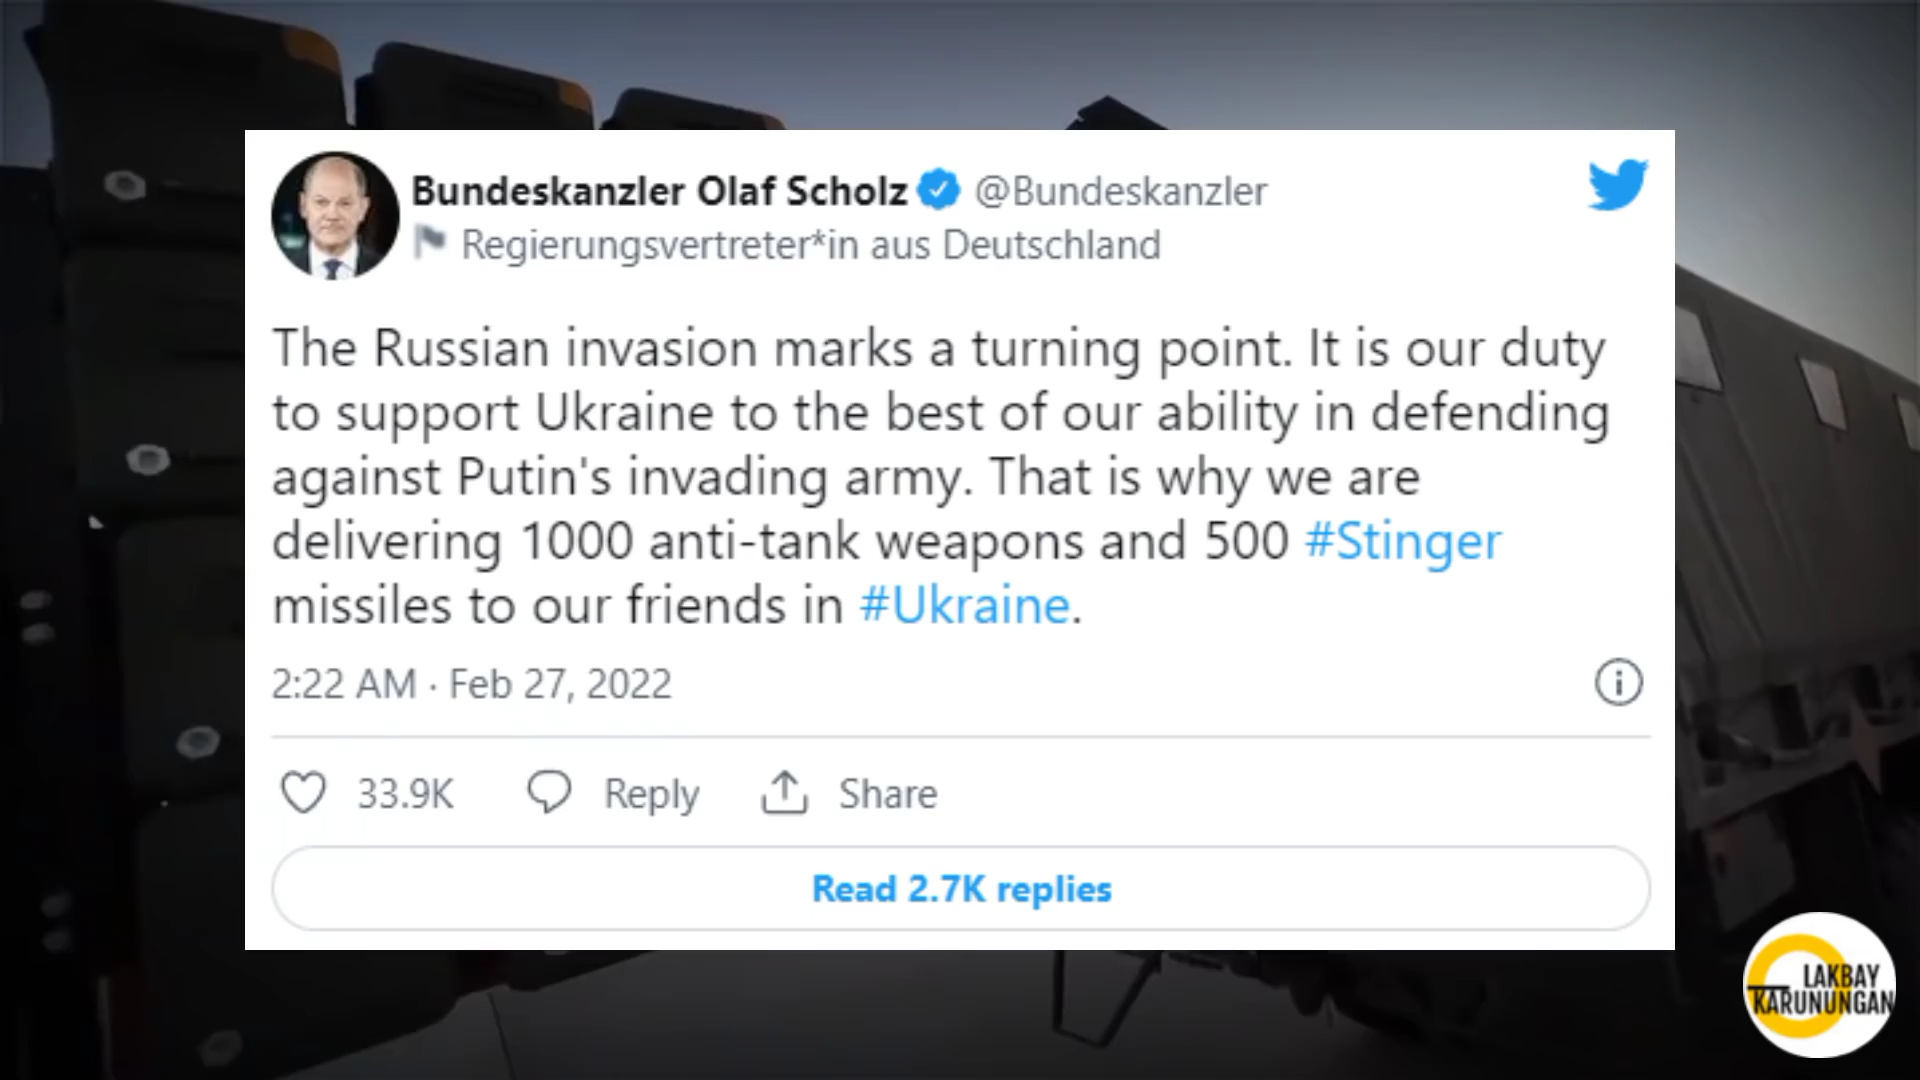 Bundeskanzler Olaf Scholz @Bundeskanzler
Regierungsvertreter*in aus Deutschland
The Russian invasion marks a turning point. It is our duty
to support Ukraine to the best of our ability in defending
against Putin's invading army. That is why we are
delivering 1000 anti-tank weapons and 500 #Stinger
missiles to our friends in #Ukraine.
2:22 AM · Feb 27, 2022
33.9K Reply Share
Read 2.7K replies
LAKBAY
KARUNUNGAN